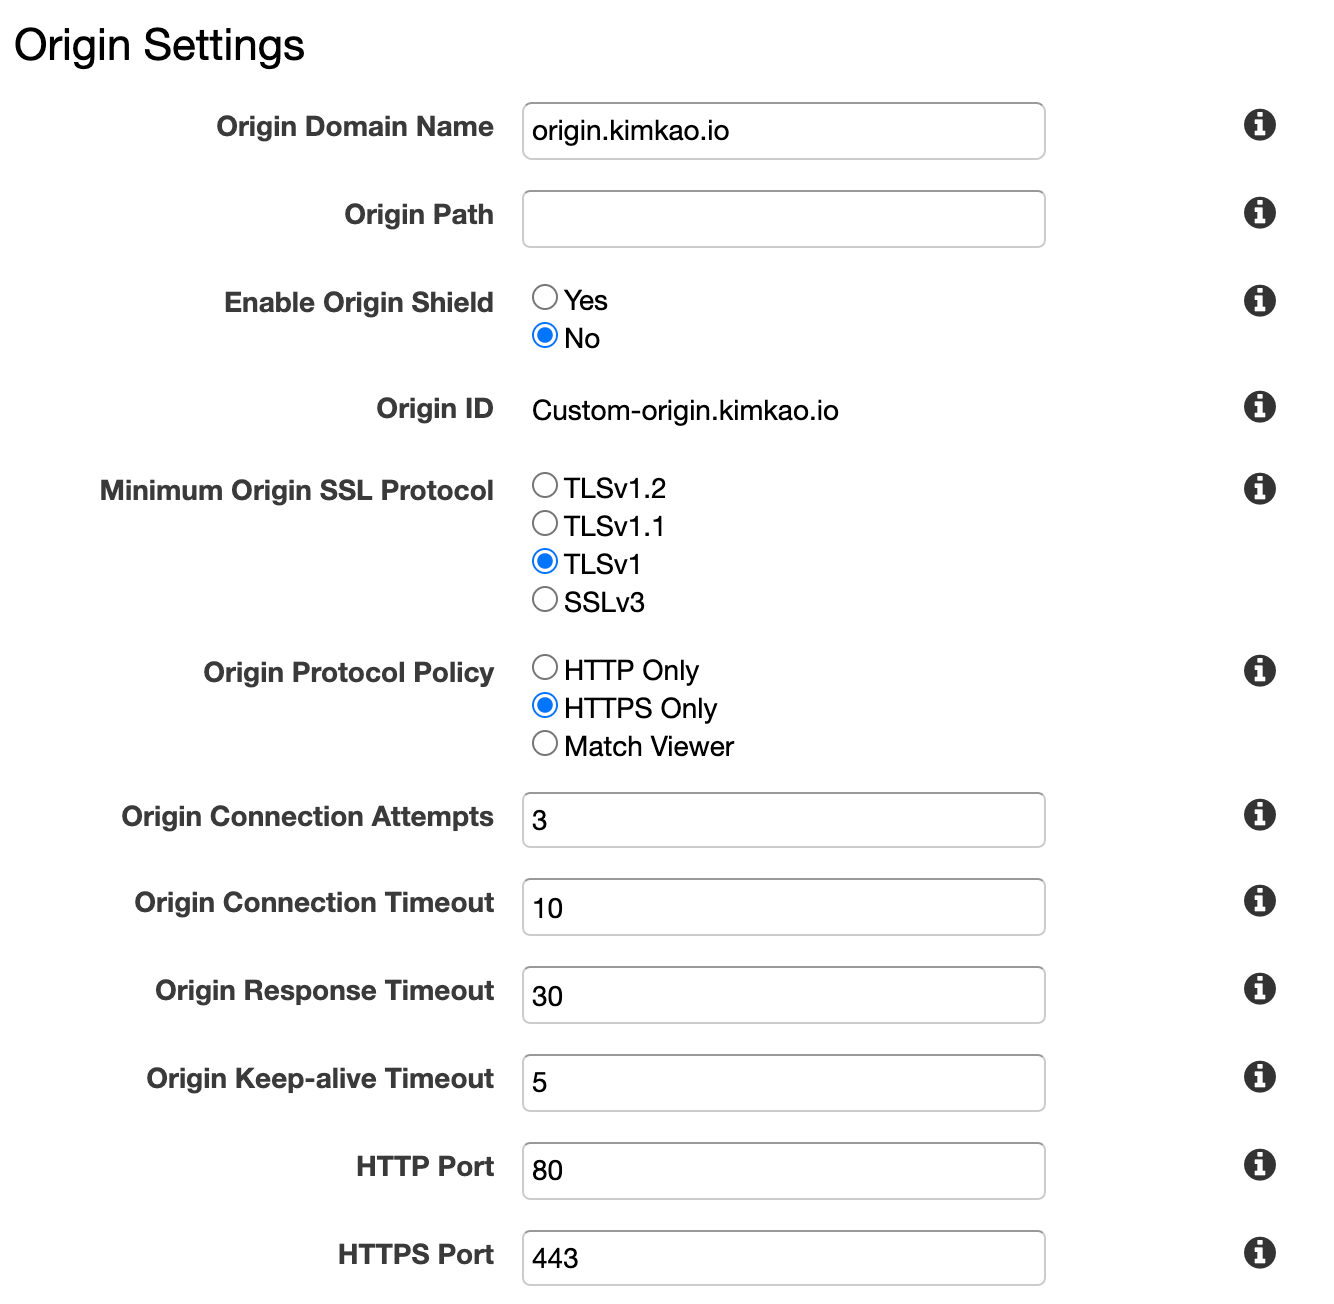 Origin Settings
Origin Domain Name origin.kimkao.io
Origin Path
Enable Origin Shield Yes
No
Origin ID Custom-origin.kimkao.io
Minimum Origin SSL Protocol TLSv1.2
TLSv1.1
TLSv1
SSLv3
Origin Protocol Policy HTTP Only
HTTPS Only
Match Viewer
Origin Connection Attempts 3
Origin Connection Timeout 10
Origin Response Timeout 30
Origin Keep-alive Timeout 5
HTTP Port 80
HTTPS Port 443